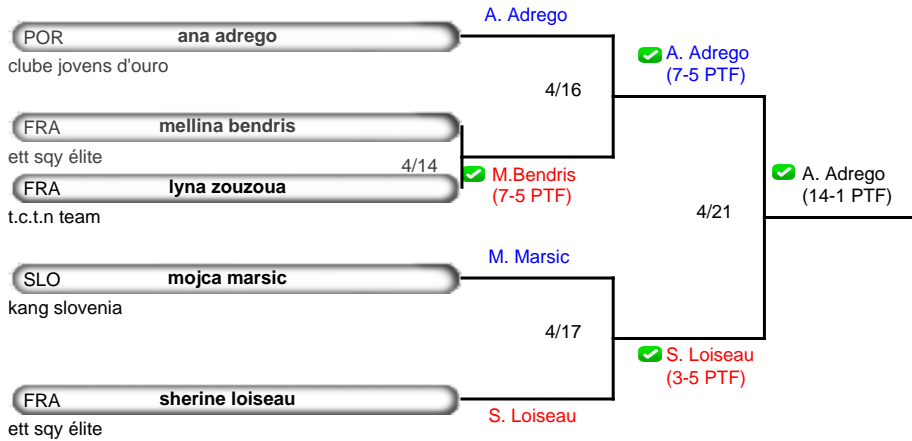 A. Adrego
POR ana adrego
clube jovens d'ouro
A. Adrego
(7-5 PTF)
4/16
FRA mellina bendris
ett sqy élite
4/14
M.Bendris
(7-5 PTF)
FRA lyna zouzoua
t.c.t.n team
A. Adrego
(14-1 PTF)
4/21
M. Marsic
SLO mojca marsic
kang slovenia
4/17
S. Loiseau
(3-5 PTF)
FRA sherine loiseau
S. Loiseau
ett sqy élite